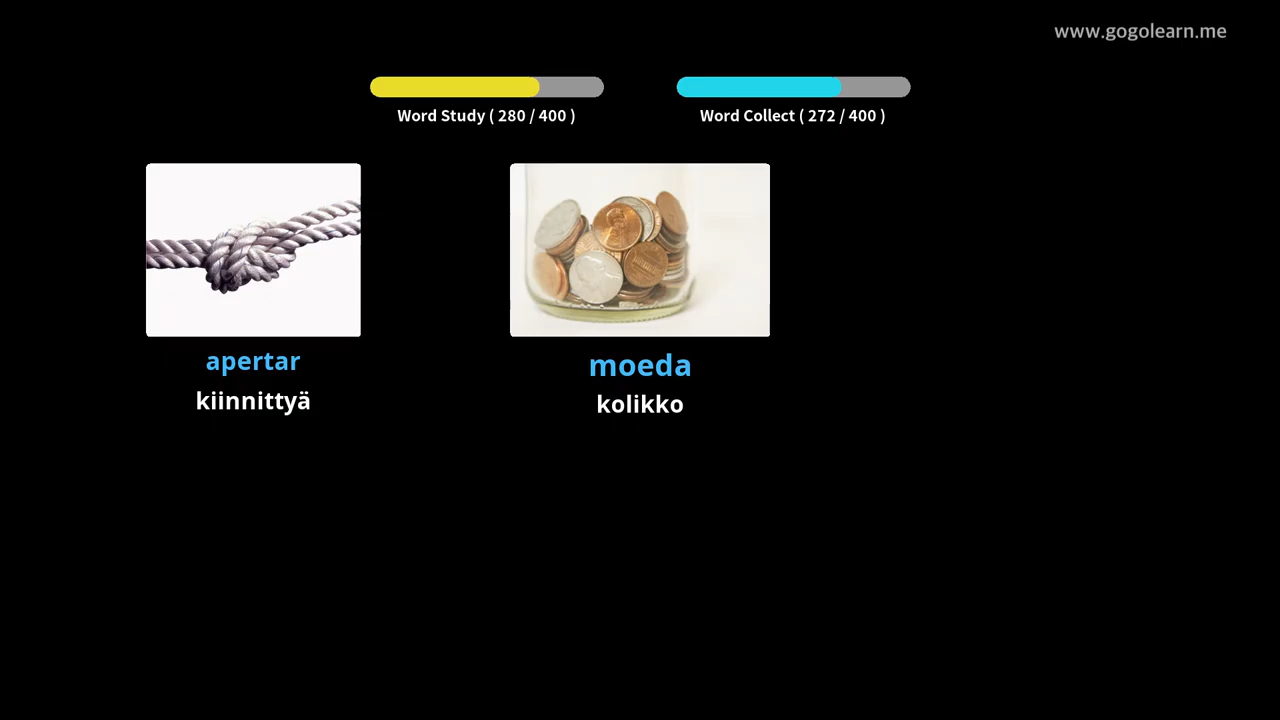 www.gogolearn.me
Word Study ( 280 / 400 )
Word Collect ( 272 / 400 )
apertar
kiinnittyä
moeda
kolikko